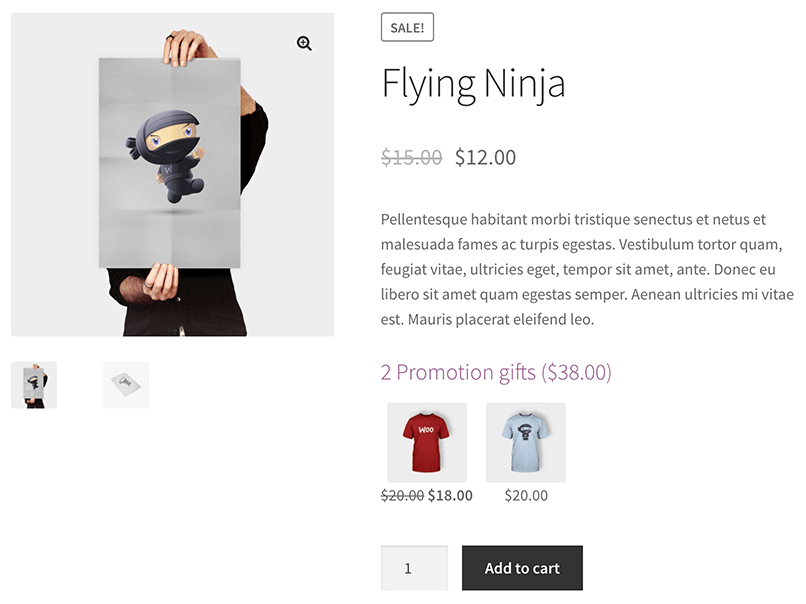 SALE!
Flying Ninja
$15.00 $12.00
Pellentesque habitant morbi tristique senectus et netus et
malesuada fames ac turpis egestas. Vestibulum tortor quam,
feugiat vitae, ultricies eget, tempor sit amet, ante. Donec eu
libero sit amet quam egestas semper. Aenean ultricies mi vitae
est. Mauris placerat eleifend leo.
2 Promotion gifts ($38.00)
WOO
$20.00 $18.00
$20.00
1
Add to cart
W